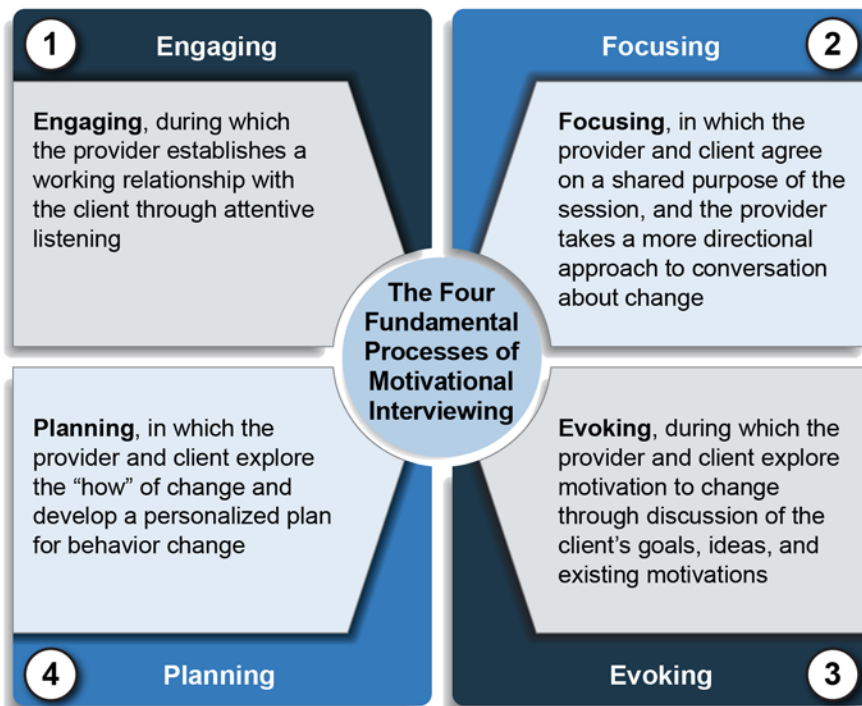 1
Engaging
Engaging, during which
the provider establishes a
working relationship with
the client through attentive
listening
Focusing
2
Focusing, in which the
provider and client agree
on a shared purpose of the
session, and the provider
takes a more directional
approach to conversation
about change
The Four
Fundamental
Processes of
Motivational
Interviewing
Evoking, during which the
provider and client explore
motivation to change
through discussion of the
client’s goals, ideas, and
existing motivations
Evoking
3
Planning, in which the
provider and client explore
the “how” of change and
develop a personalized plan
for behavior change
4
Planning